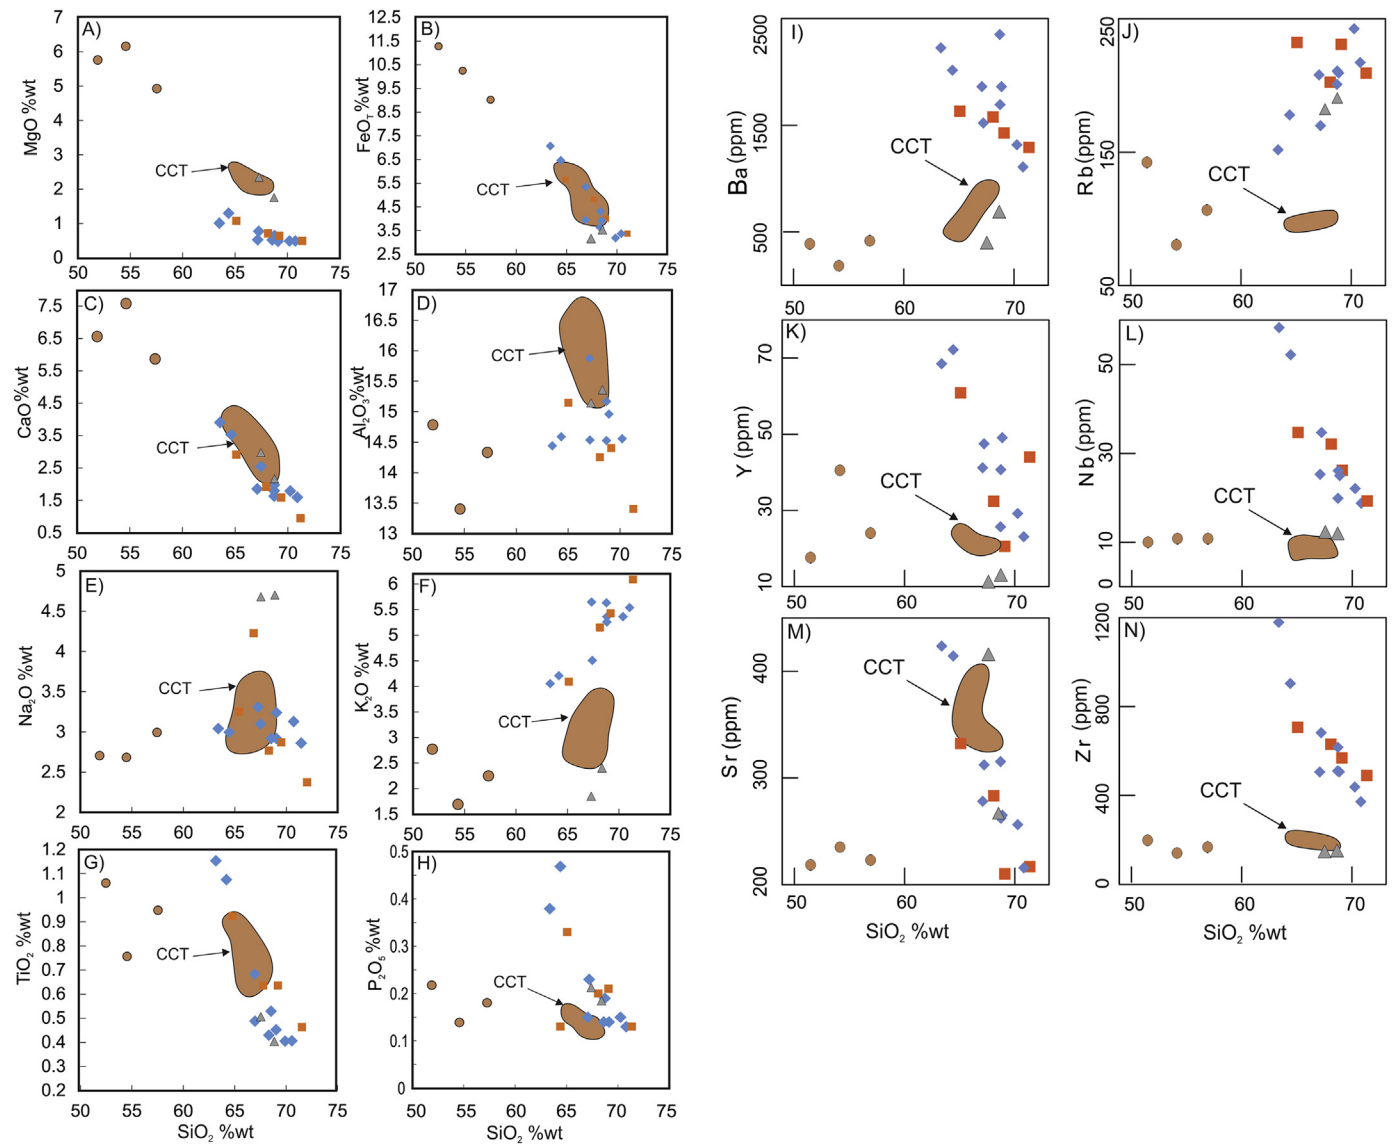 A)
MgO %wt
7
6
5
4
3
2
1
0
CCT
50 55 60 65 70 75
B)
FeO_T %wt
12.5
11.5
10.5
9.5
8.5
7.5
6.5
5.5
4.5
3.5
2.5
CCT
50 55 60 65 70 75
C)
CaO %wt
7.5
6.5
5.5
4.5
3.5
2.5
1.5
0.5
CCT
50 55 60 65 70 75
D)
Al₂O₃ %wt
17
16.5
16
15.5
15
14.5
14
13.5
13
CCT
50 55 60 65 70 75
E)
Na₂O %wt
5
4.5
4
3.5
3
2.5
2
CCT
50 55 60 65 70 75
F)
K₂O %wt
6
5.5
5
4.5
4
3.5
3
2.5
2
1.5
CCT
50 55 60 65 70 75
G)
TiO₂ %wt
1.2
1.1
1
0.9
0.8
0.7
0.6
0.5
0.4
0.3
0.2
CCT
50 55 60 65 70 75
SiO₂ %wt
H)
P₂O₅ %wt
0.5
0.4
0.3
0.2
0.1
0
CCT
50 55 60 65 70 75
SiO₂ %wt
I)
Ba (ppm)
2500
1500
500
CCT
50 60 70
J)
Rb (ppm)
250
150
50
CCT
50 60 70
K)
Y (ppm)
70
50
30
10
CCT
50 60 70
L)
Nb (ppm)
50
30
10
0
CCT
50 60 70
M)
Sr (ppm)
400
300
200
CCT
50 60 70
SiO₂ %wt
N)
Zr (ppm)
1200
800
400
0
CCT
50 60 70
SiO₂ %wt